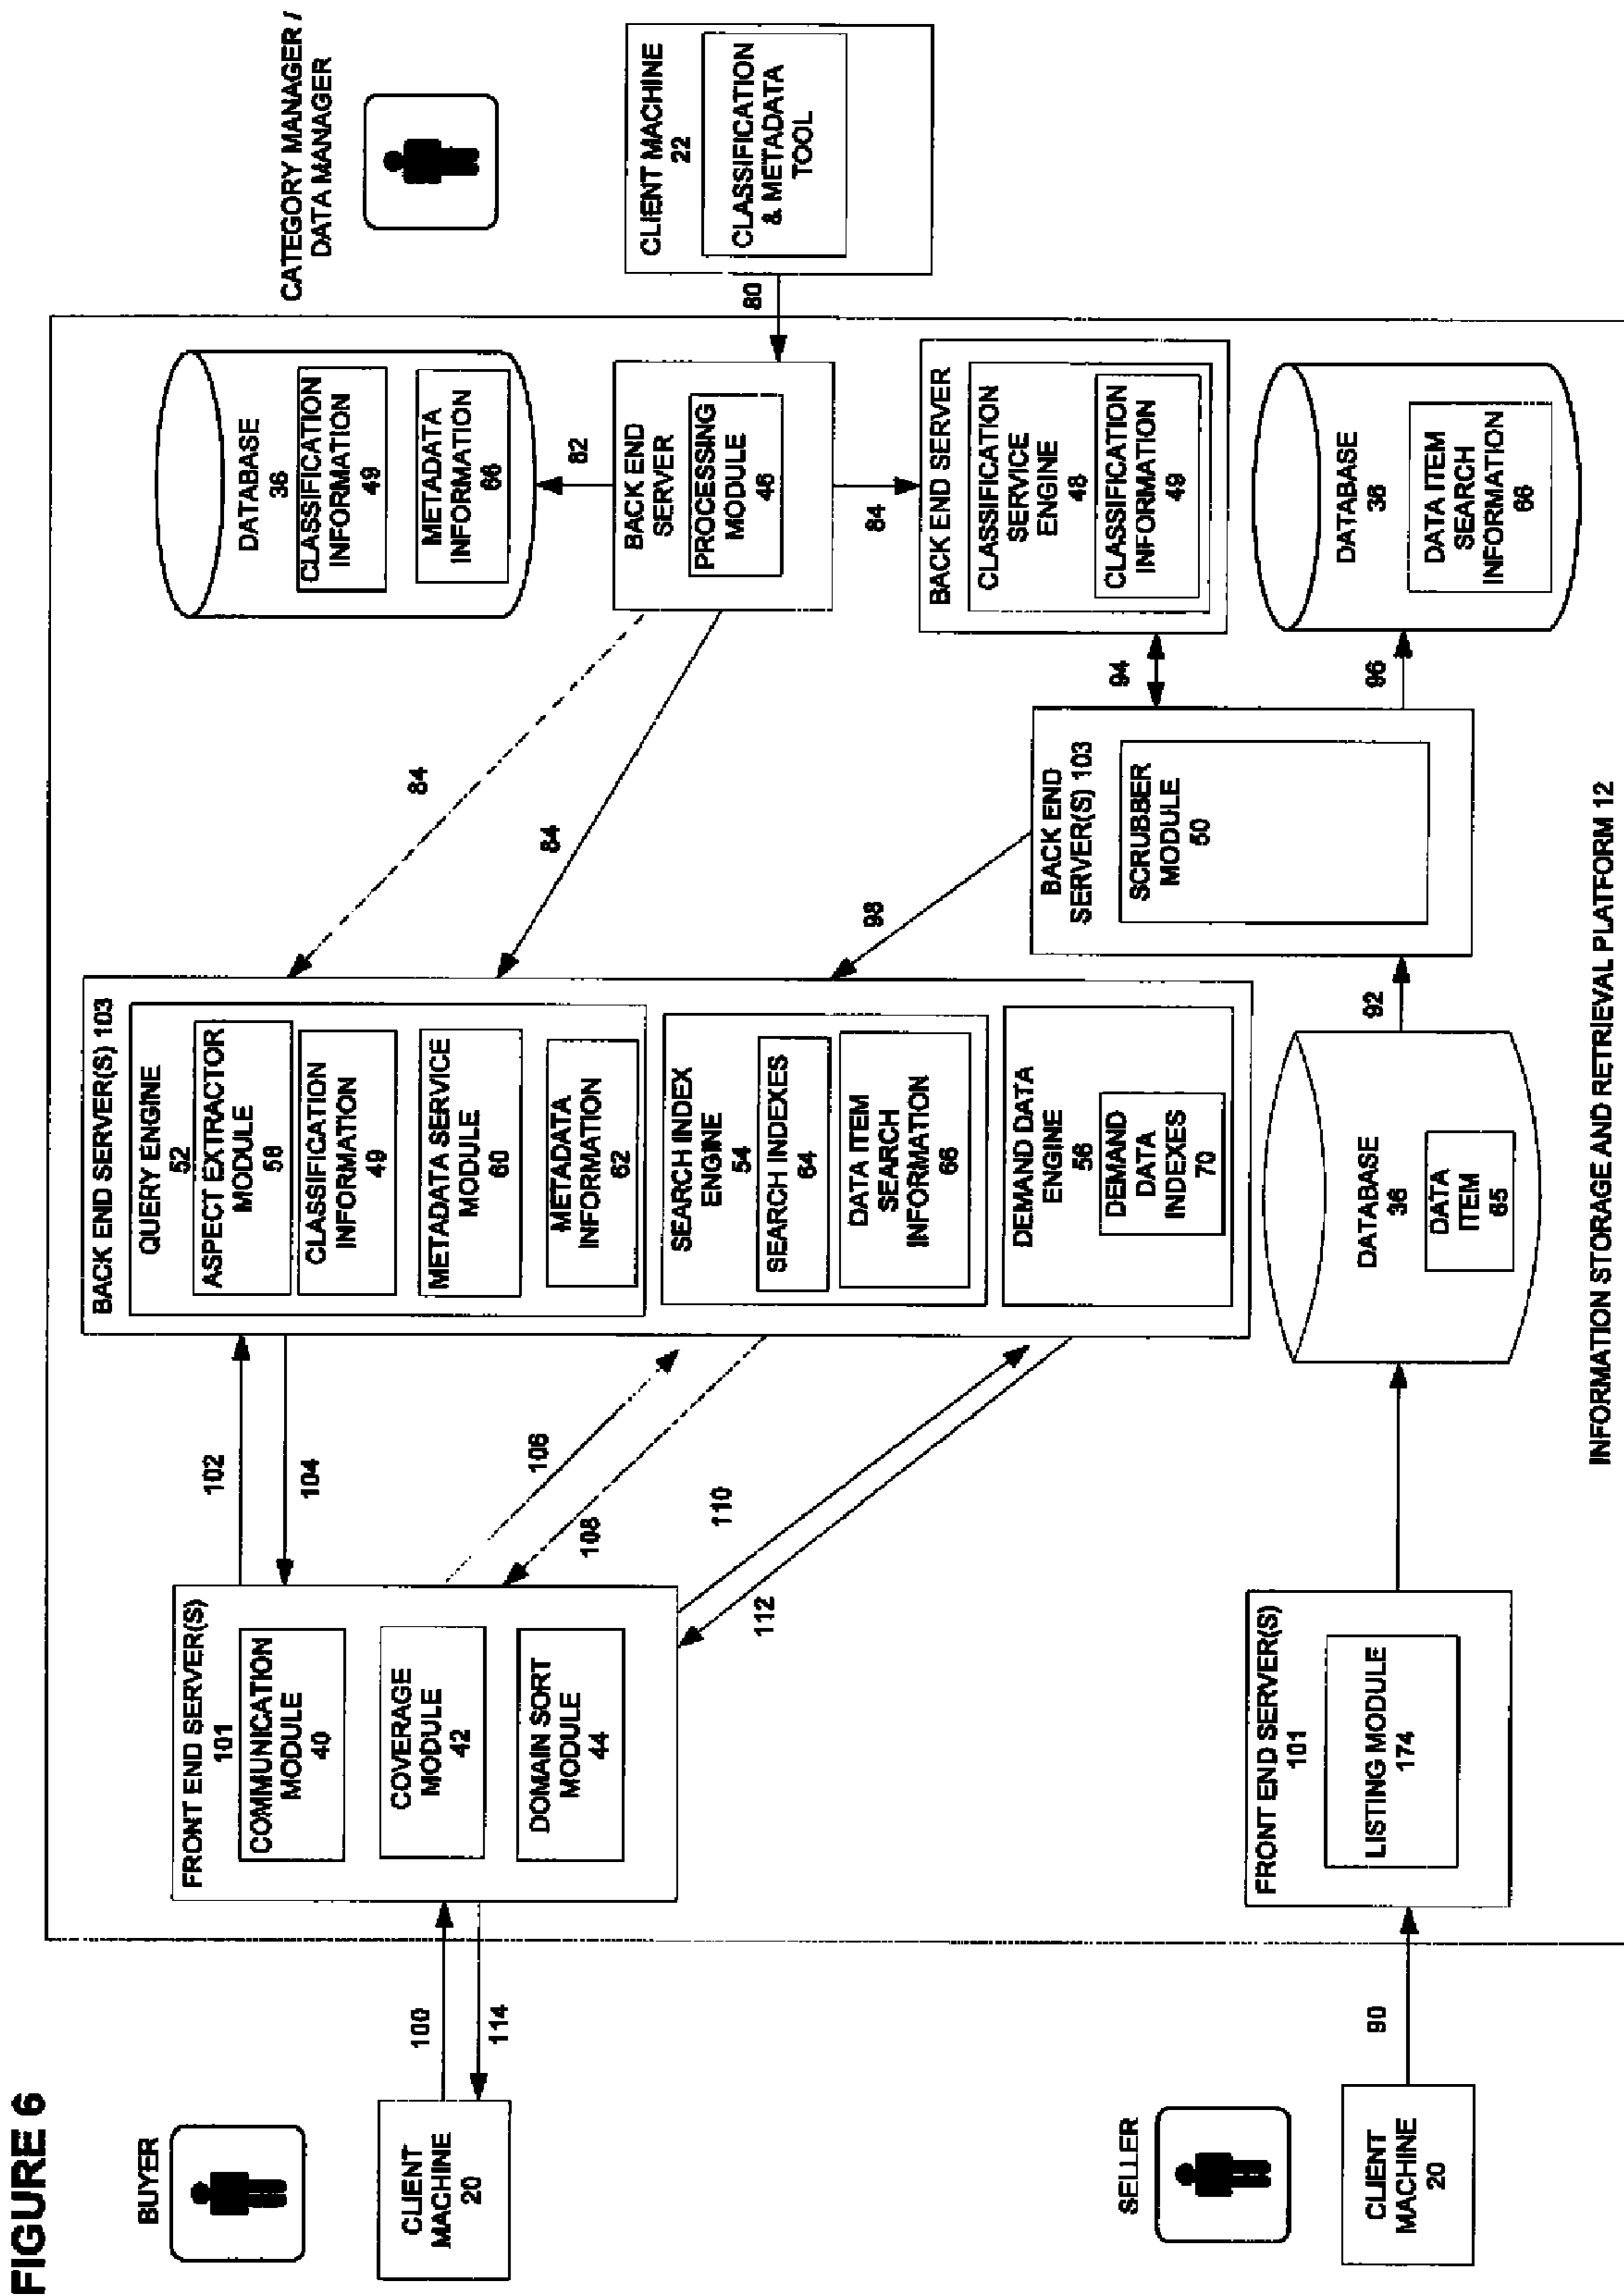 FIGURE 6
BUYER
CLIENT
MACHINE
20
100
114
FRONT END SERVER(S)
101
COMMUNICATION
MODULE
40
COVERAGE
MODULE
42
DOMAIN SORT
MODULE
44
102
104
106
108
110
112
BACK END SERVER(S) 103
QUERY ENGINE
52
ASPECT EXTRACTOR
MODULE
58
CLASSIFICATION
INFORMATION
49
METADATA SERVICE
MODULE
60
METADATA
INFORMATION
62
SEARCH INDEX
ENGINE
54
SEARCH INDEXES
64
DATA ITEM
SEARCH
INFORMATION
66
DEMAND DATA
ENGINE
56
DEMAND
DATA
INDEXES
70
84
84
98
DATABASE
36
CLASSIFICATION
INFORMATION
49
METADATA
INFORMATION
66
82
BACK END
SERVER
PROCESSING
MODULE
46
84
80
CATEGORY MANAGER /
DATA MANAGER
CLIENT MACHINE
22
CLASSIFICATION
& METADATA
TOOL
BACK END SERVER
CLASSIFICATION
SERVICE
ENGINE
48
CLASSIFICATION
INFORMATION
49
94
BACK END
SERVER(S) 103
SCRUBBER
MODULE
50
96
DATABASE
36
DATA ITEM
SEARCH
INFORMATION
66
SELLER
CLIENT
MACHINE
20
90
FRONT END SERVER(S)
101
LISTING MODULE
174
DATABASE
36
DATA
ITEM
65
92
INFORMATION STORAGE AND RETRIEVAL PLATFORM 12